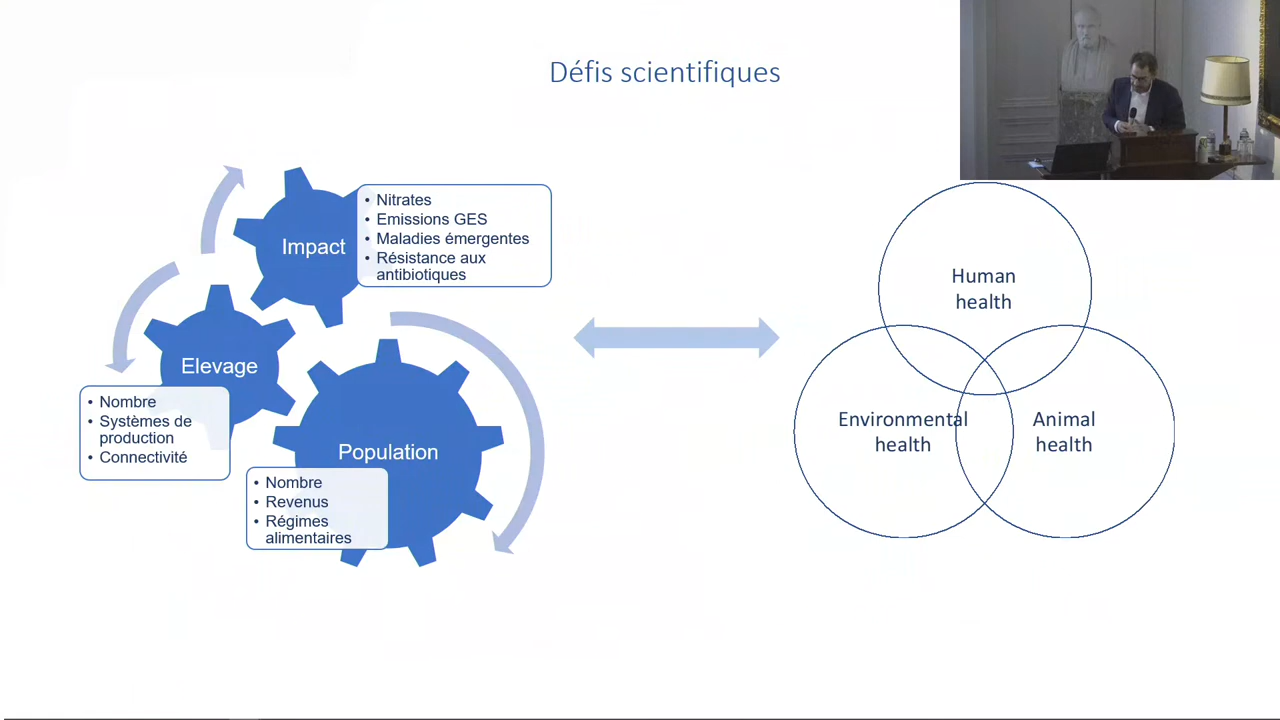 Défis scientifiques
Impact
• Nitrates
• Emissions GES
• Maladies émergentes
• Résistance aux
antibiotiques
Elevage
• Nombre
• Systèmes de
production
• Connectivité
Population
• Nombre
• Revenus
• Régimes
alimentaires
Human
health
Environmental
health
Animal
health